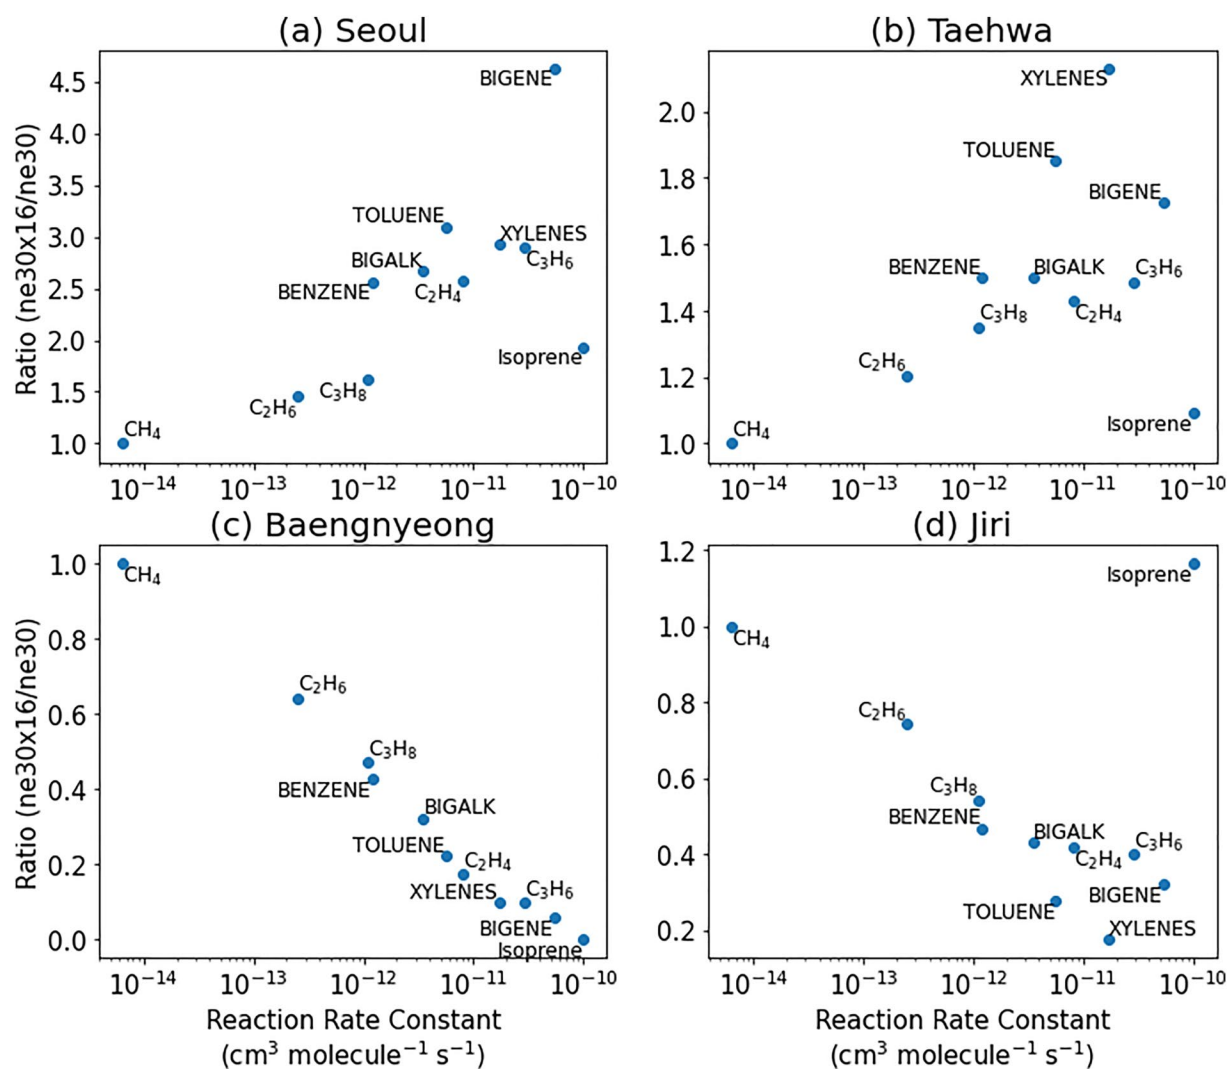 (a) Seoul
Ratio (ne30x16/ne30)
4.5
4.0
3.5
3.0
2.5
2.0
1.5
1.0
BIGENE
TOLUENE
XYLENES
C₃H₆
BIGALK
C₂H₄
BENZENE
Isoprene
C₃H₈
C₂H₆
CH₄
10⁻¹⁴ 10⁻¹³ 10⁻¹² 10⁻¹¹ 10⁻¹⁰
(b) Taehwa
2.0
1.8
1.6
1.4
1.2
1.0
XYLENES
TOLUENE
BIGENE
BENZENE
BIGALK
C₃H₆
C₃H₈
C₂H₄
C₂H₆
Isoprene
CH₄
10⁻¹⁴ 10⁻¹³ 10⁻¹² 10⁻¹¹ 10⁻¹⁰
(c) Baengnyeong
Ratio (ne30x16/ne30)
1.0
0.8
0.6
0.4
0.2
0.0
CH₄
C₂H₆
C₃H₈
BENZENE
BIGALK
TOLUENE
C₂H₄
XYLENES
C₃H₆
BIGENE
Isoprene
10⁻¹⁴ 10⁻¹³ 10⁻¹² 10⁻¹¹ 10⁻¹⁰
Reaction Rate Constant
(cm³ molecule⁻¹ s⁻¹)
(d) Jiri
1.2
1.0
0.8
0.6
0.4
0.2
Isoprene
CH₄
C₂H₆
C₃H₈
BENZENE
BIGALK
C₂H₄
C₃H₆
BIGENE
TOLUENE
XYLENES
10⁻¹⁴ 10⁻¹³ 10⁻¹² 10⁻¹¹ 10⁻¹⁰
Reaction Rate Constant
(cm³ molecule⁻¹ s⁻¹)